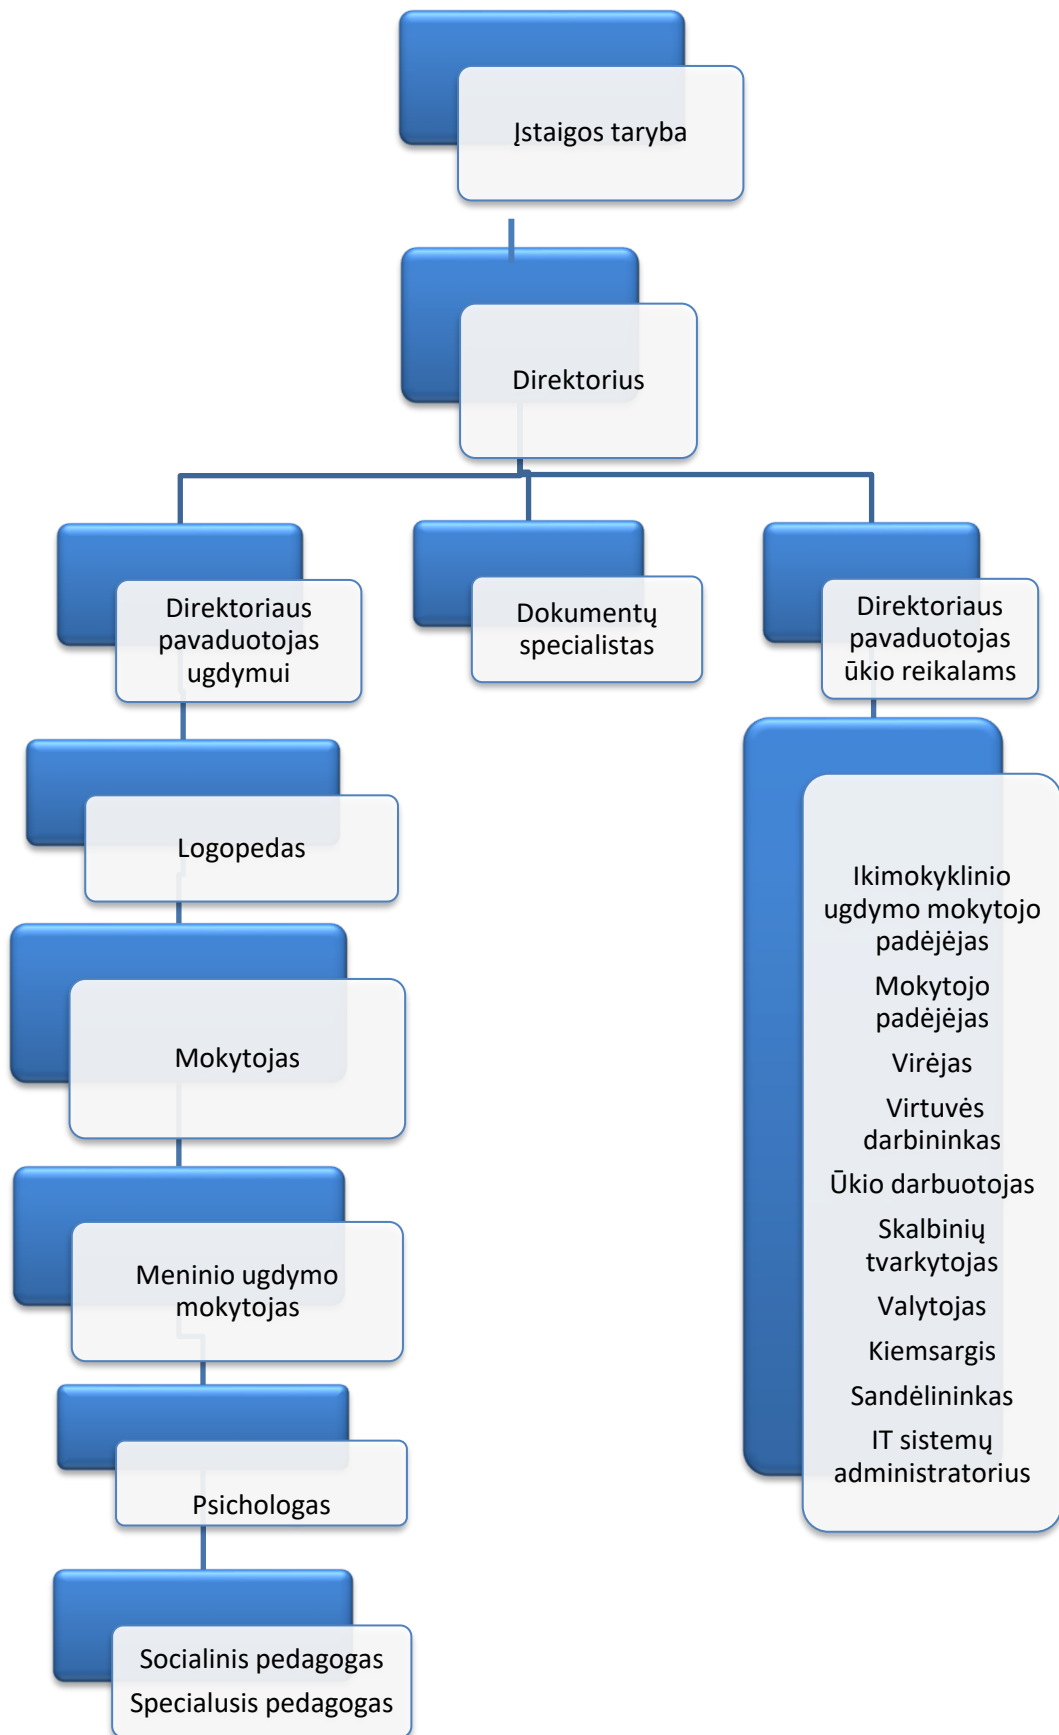 Įstaigos taryba
Direktorius
Direktoriaus
pavaduotojas
ugdymui
Dokumentų
specialistas
Direktoriaus
pavaduotojas
ūkio reikalams
Logopedas
Mokytojas
Meninio ugdymo
mokytojas
Psichologas
Socialinis pedagogas
Specialusis pedagogas
Ikimokyklinio
ugdymo mokytojo
padėjėjas
Mokytojo
padėjėjas
Virėjas
Virtuvės
darbininkas
Ūkio darbuotojas
Skalbinių
tvarkytojas
Valytojas
Kiemsargis
Sandėlininkas
IT sistemų
administratorius